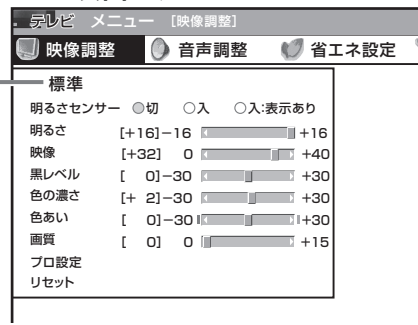 テレビ メニュー [映像調整]
映像調整 音声調整 省エネ設定
標準
明るさセンサー ◎切 ○入 ○入:表示あり
明るさ [+16]-16 +16
映像 [+32] 0 +40
黒レベル [ 0]-30 +30
色の濃さ [+ 2]-30 +30
色あい [ 0]-30 +30
画質 [ 0] 0 +15
プロ設定
リセット